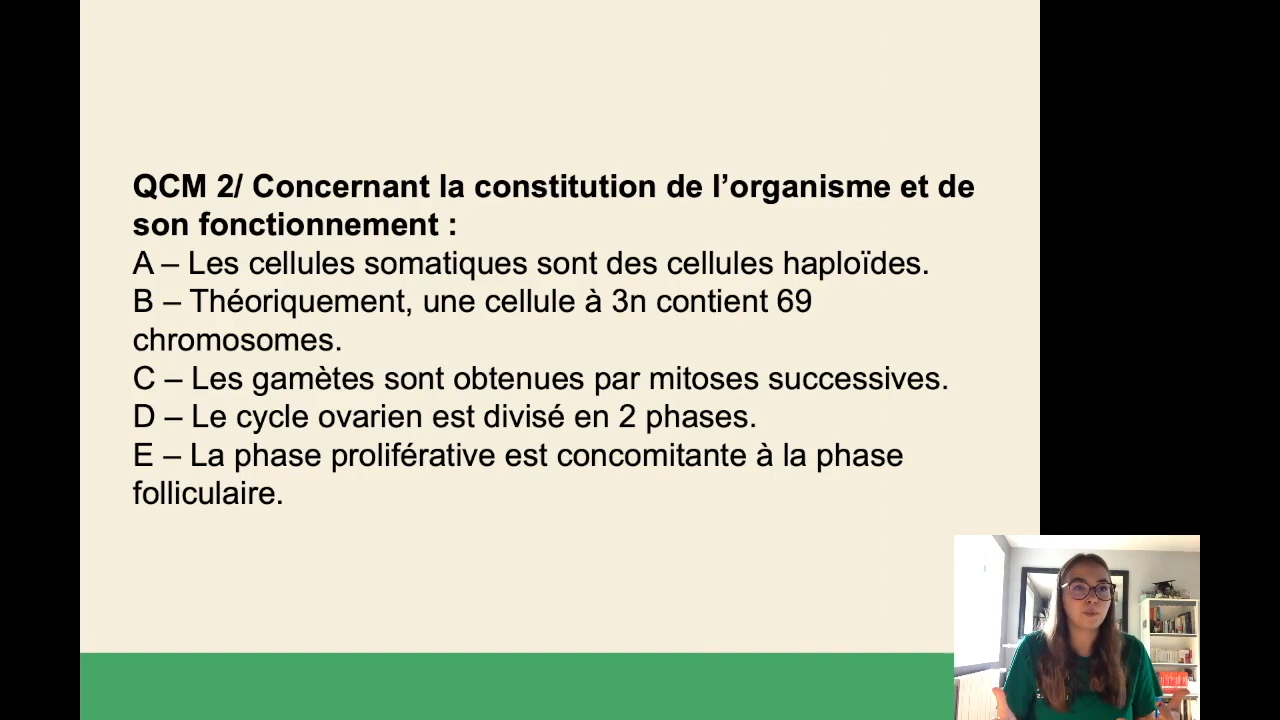 QCM 2/ Concernant la constitution de l’organisme et de
son fonctionnement :
A – Les cellules somatiques sont des cellules haploïdes.
B – Théoriquement, une cellule à 3n contient 69
chromosomes.
C – Les gamètes sont obtenues par mitoses successives.
D – Le cycle ovarien est divisé en 2 phases.
E – La phase proliférative est concomitante à la phase
folliculaire.